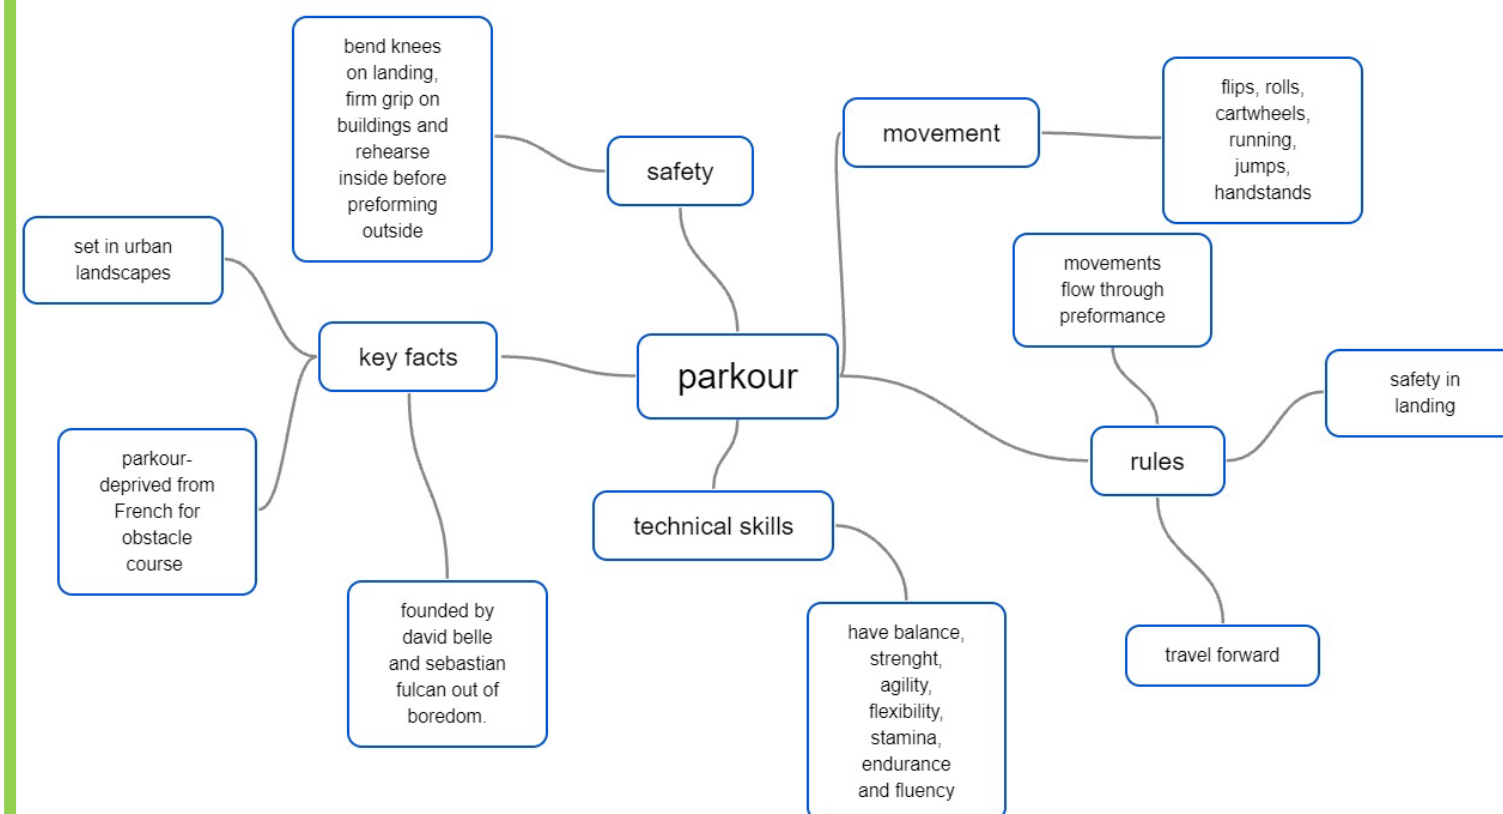 bend knees
on landing,
firm grip on
buildings and
rehearse
inside before
preforming
outside
safety
movement
flips, rolls,
cartwheels,
running,
jumps,
handstands
set in urban
landscapes
key facts
parkour
movements
flow through
preformance
rules
safety in
landing
parkour-
deprived from
French for
obstacle
course
technical skills
founded by
david belle
and sebastian
fulcan out of
boredom.
have balance,
strenght,
agility,
flexibility,
stamina,
endurance
and fluency
travel forward